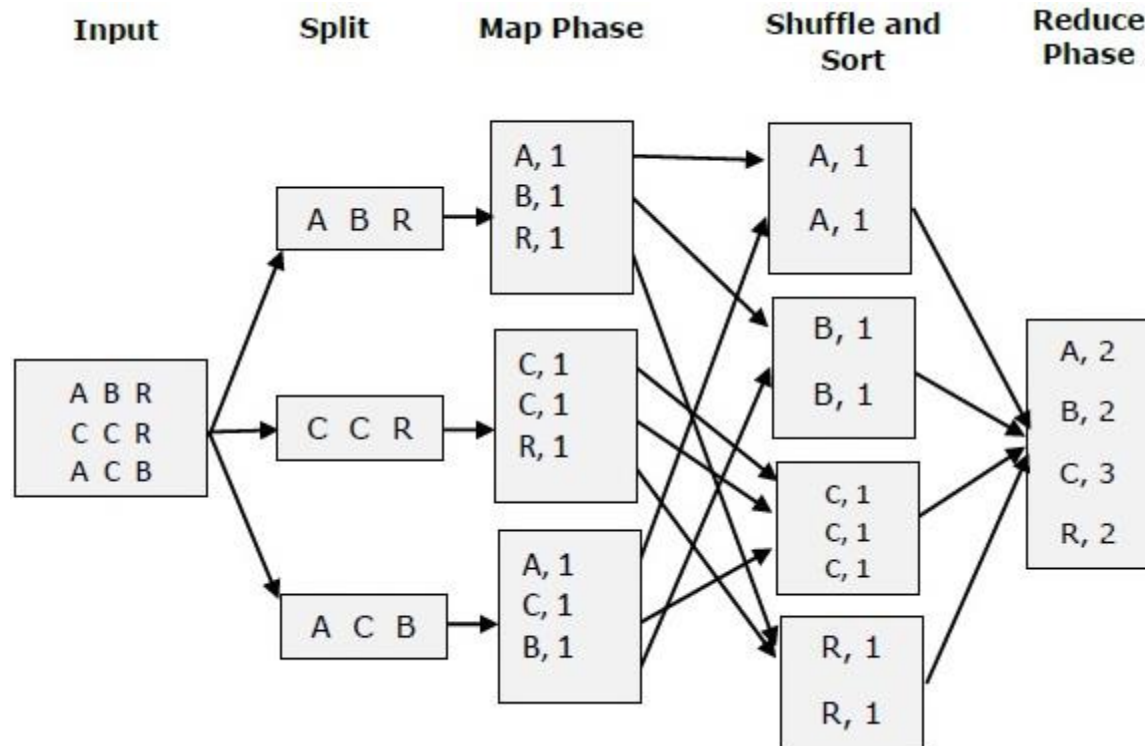 Input
Split
Map Phase
Shuffle and
Sort
Reduce
Phase
A B R
C C R
A C B
A B R
C C R
A C B
A, 1
B, 1
R, 1
C, 1
C, 1
R, 1
A, 1
C, 1
B, 1
A, 1
A, 1
B, 1
B, 1
C, 1
C, 1
C, 1
R, 1
R, 1
A, 2
B, 2
C, 3
R, 2